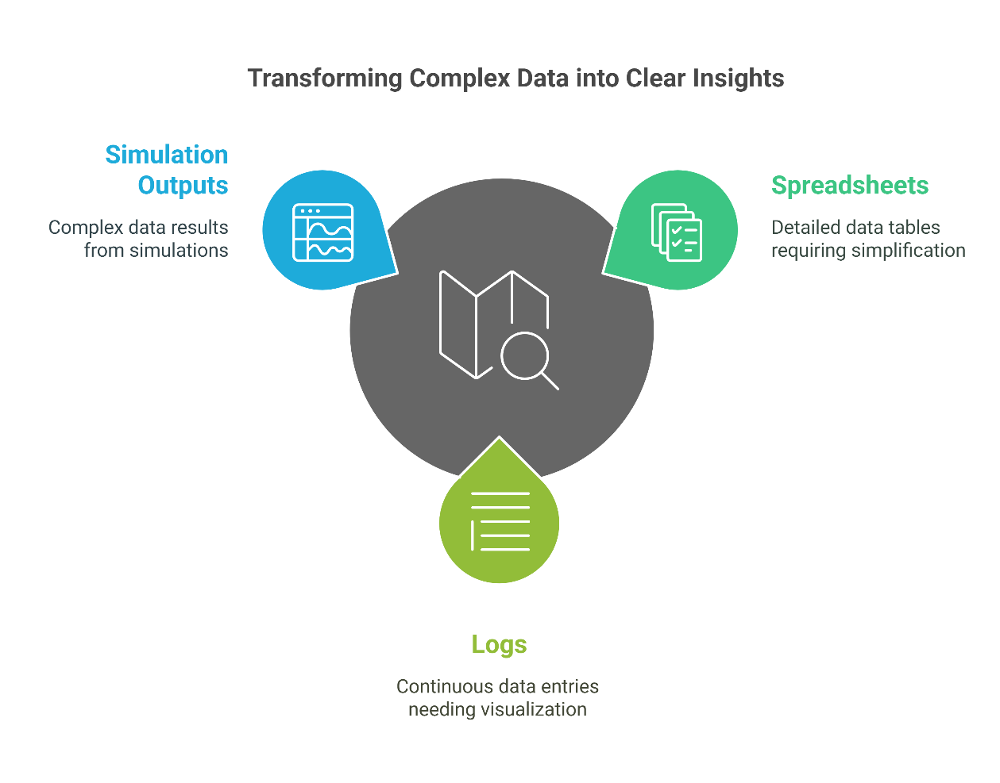 Transforming Complex Data into Clear Insights
Simulation
Outputs
Complex data results
from simulations
Spreadsheets
Detailed data tables
requiring simplification
Logs
Continuous data entries
needing visualization